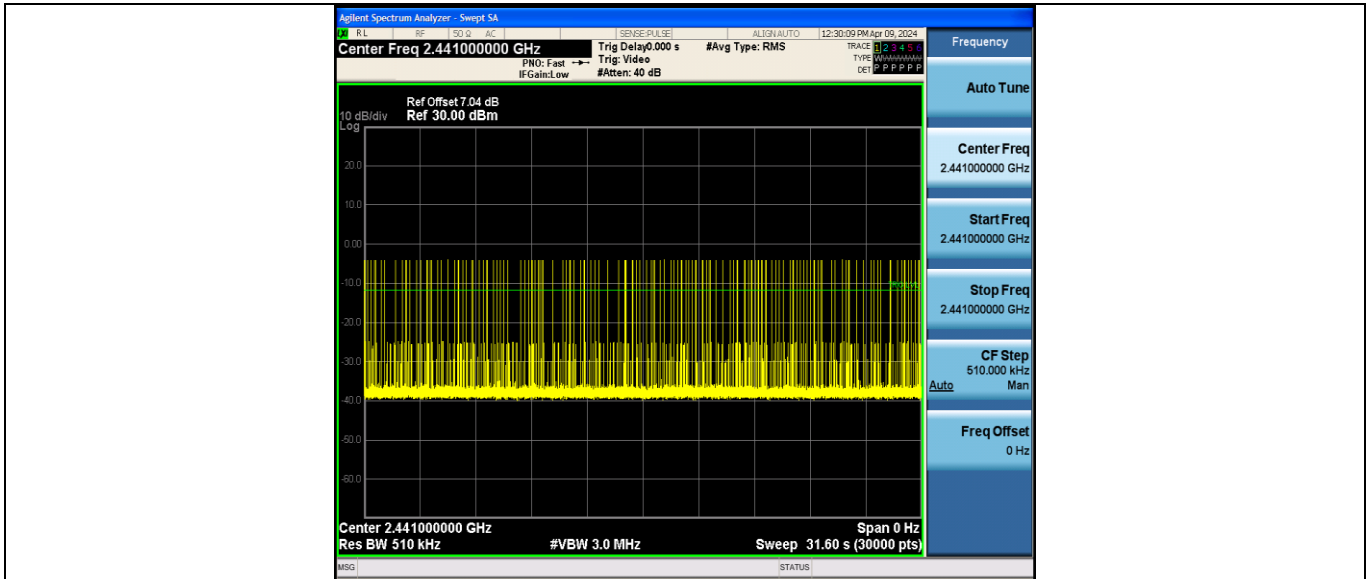 Agilent Spectrum Analyzer - Swept SA
LXI RL RF 50 Ω AC SENSE:PULSE ALIGN AUTO 12:30:09 PM Apr 09, 2024
Center Freq 2.441000000 GHz
PNO: Fast
IFGain:Low
Trig Delay0.000 s
Trig: Video
#Atten: 40 dB
#Avg Type: RMS
TRACE 1 2 3 4 5 6
TYPE
DET P P P P P P
Ref Offset 7.04 dB
10 dB/div Ref 30.00 dBm
Log
20.0
10.0
0.00
-10.0
-20.0
-30.0
-40.0
-50.0
-60.0
Center 2.441000000 GHz Span 0 Hz
Res BW 510 kHz #VBW 3.0 MHz Sweep 31.60 s (30000 pts)
MSG STATUS
Frequency
Auto Tune
Center Freq
2.441000000 GHz
Start Freq
2.441000000 GHz
Stop Freq
2.441000000 GHz
CF Step
510.000 kHz
Auto Man
Freq Offset
0 Hz